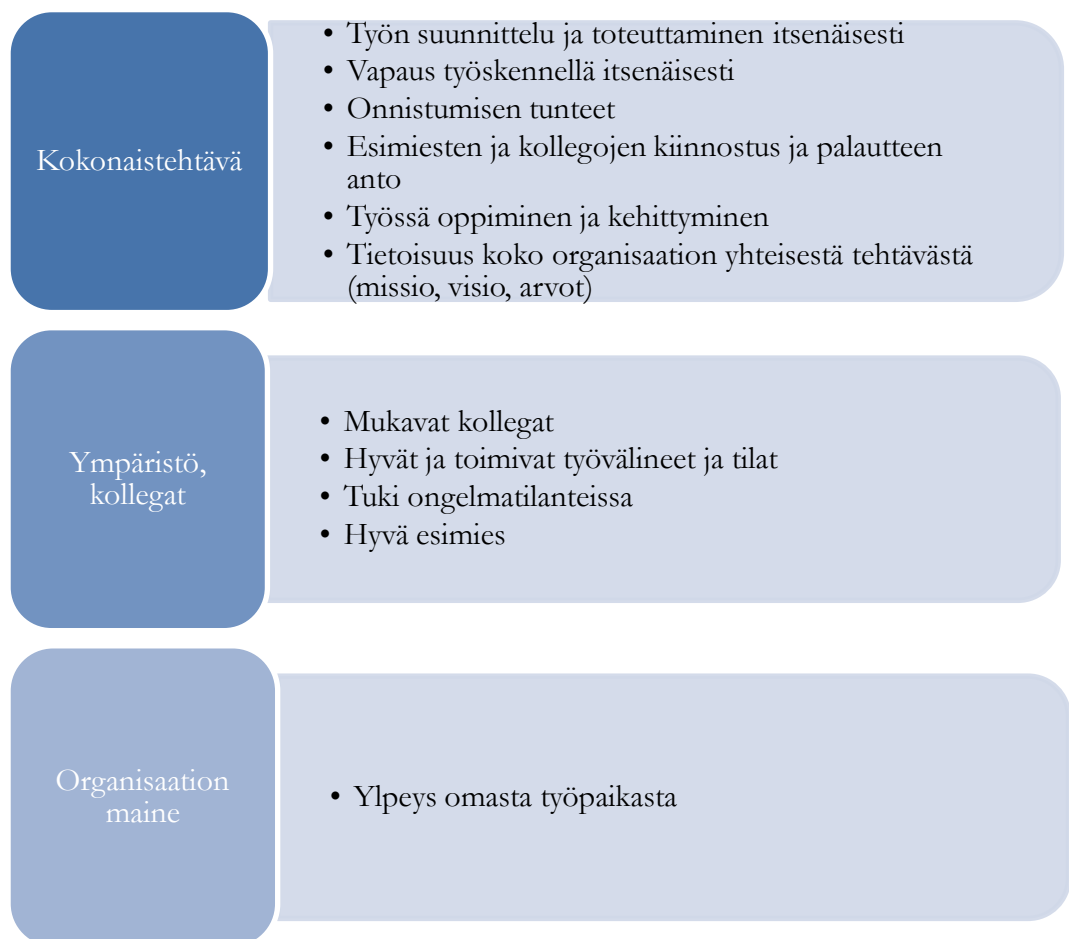 Kokonaistehtävä
• Työn suunnittelu ja toteuttaminen itsenäisesti
• Vapaus työskennellä itsenäisesti
• Onnistumisen tunteet
• Esimiesten ja kollegojen kiinnostus ja palautteen
anto
• Työssä oppiminen ja kehittyminen
• Tietoisuus koko organisaation yhteisestä tehtävästä
(missio, visio, arvot)
Ympäristö,
kollegat
• Mukavat kollegat
• Hyvät ja toimivat työvälineet ja tilat
• Tuki ongelmatilanteissa
• Hyvä esimies
Organisaation
maine
• Ylpeys omasta työpaikasta